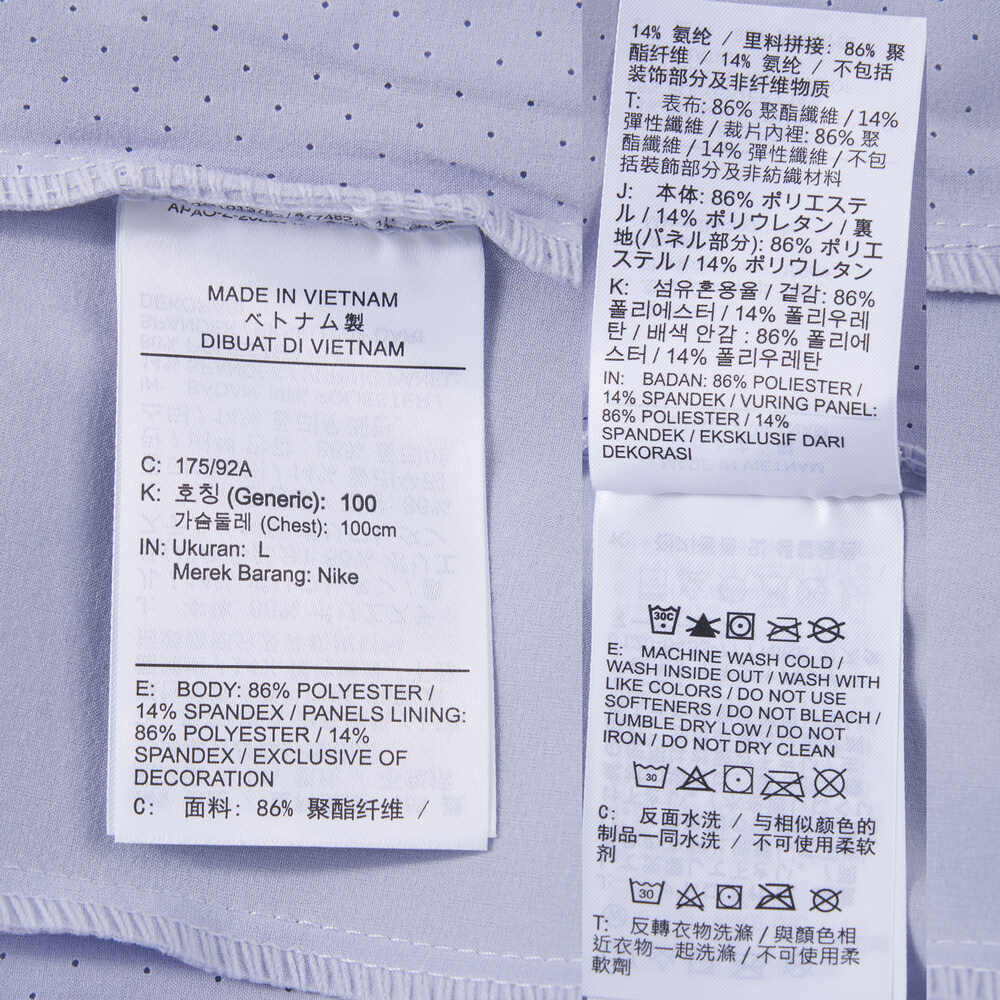 MADE IN VIETNAM
ベトナム製
DIBUAT DI VIETNAM
C: 175/92A
K: 호칭 (Generic): 100
가슴둘레 (Chest): 100cm
IN: Ukuran: L
Merek Barang: Nike
E: BODY: 86% POLYESTER /
14% SPANDEX / PANELS LINING:
86% POLYESTER / 14%
SPANDEX / EXCLUSIVE OF
DECORATION
C: 面料: 86% 聚酯纤维 /
14% 氨纶 / 里料拼接: 86% 聚
酯纤维 / 14% 氨纶 / 不包括
装饰部分及非纤维物质
T: 表布: 86% 聚酯纖維 / 14%
彈性纖維 / 裁片內裡: 86% 聚
酯纖維 / 14% 彈性纖維 / 不包
括裝飾部分及非紡織材料
J: 本体: 86% ポリエステ
ル / 14% ポリウレタン / 裏
地(パネル部分): 86% ポリエ
ステル / 14% ポリウレタン
K: 섬유혼용율 / 겉감: 86%
폴리에스터 / 14% 폴리우레
탄 / 배색 안감 : 86% 폴리에
스터 / 14% 폴리우레탄
IN: BADAN: 86% POLIESTER /
14% SPANDEK / VURING PANEL:
86% POLIESTER / 14%
SPANDEK / EKSKLUSIF DARI
DEKORASI
30C
E: MACHINE WASH COLD /
WASH INSIDE OUT / WASH WITH
LIKE COLORS / DO NOT USE
SOFTENERS / DO NOT BLEACH /
TUMBLE DRY LOW / DO NOT
IRON / DO NOT DRY CLEAN
30
C: 反面水洗 / 与相似颜色的
制品一同水洗 / 不可使用柔软
剂
30
T: 反轉衣物洗滌 / 與顏色相
近衣物一起洗滌 / 不可使用柔
軟劑